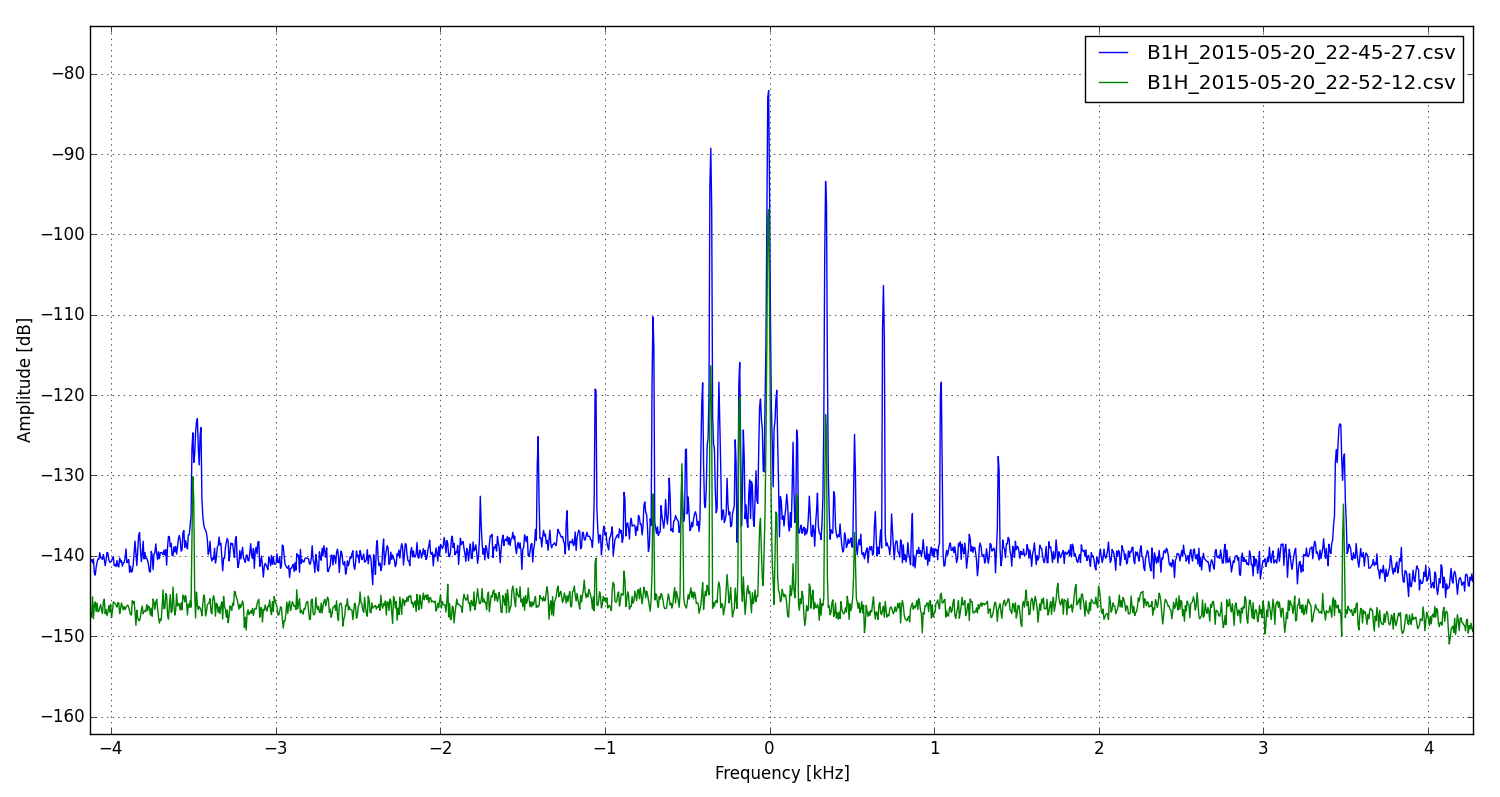 B1H_2015-05-20_22-45-27.csv
B1H_2015-05-20_22-52-12.csv
Amplitude [dB]
−80
−90
−100
−110
−120
−130
−140
−150
−160
−4 −3 −2 −1 0 1 2 3 4
Frequency [kHz]